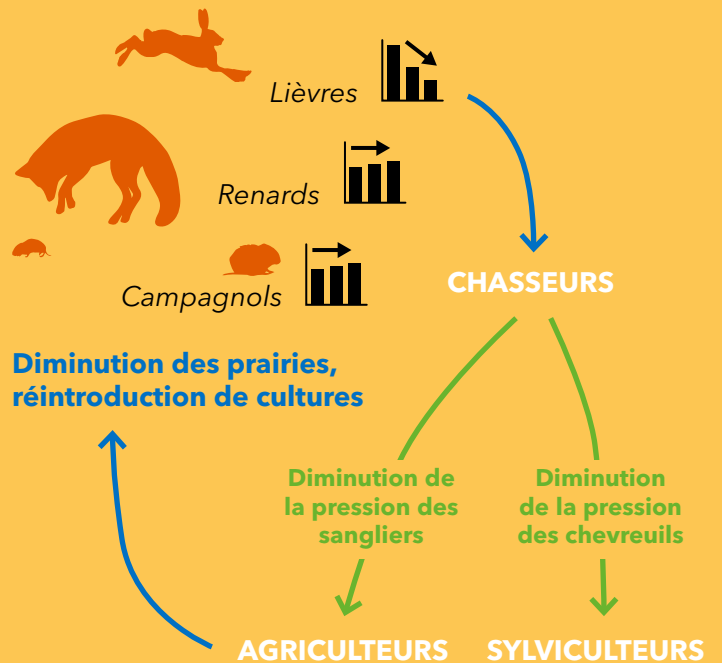 Lièvres
Renards
Campagnols
CHASSEURS
Diminution des prairies,
réintroduction de cultures
Diminution de
la pression des
sangliers
Diminution
de la pression
des chevreuils
AGRICULTEURS
SYLVICULTEURS